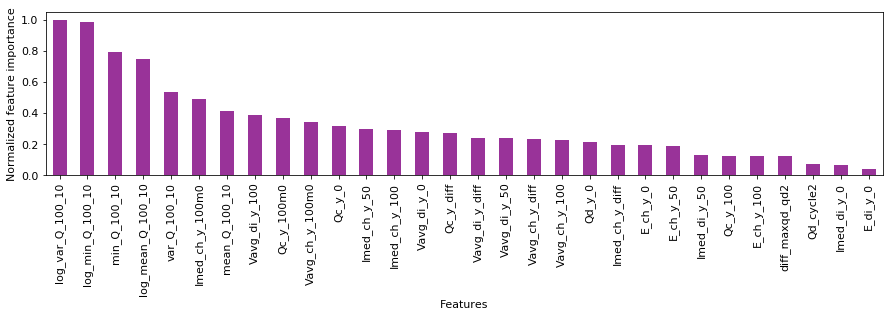 Normalized feature importance
1.0
0.8
0.6
0.4
0.2
0.0
log_var_Q_100_10
log_min_Q_100_10
min_Q_100_10
log_mean_Q_100_10
var_Q_100_10
Imed_ch_y_100m0
mean_Q_100_10
Vavg_di_y_100
Qc_y_100m0
Vavg_ch_y_100m0
Qc_y_0
Imed_ch_y_50
Imed_ch_y_100
Vavg_di_y_0
Qc_y_diff
Vavg_di_y_diff
Vavg_di_y_50
Vavg_ch_y_diff
Vavg_ch_y_100
Qd_y_0
Imed_ch_y_diff
E_ch_y_0
E_ch_y_50
Imed_di_y_50
Qc_y_100
E_ch_y_100
diff_maxqd_qd2
Qd_cycle2
Imed_di_y_0
E_di_y_0
Features